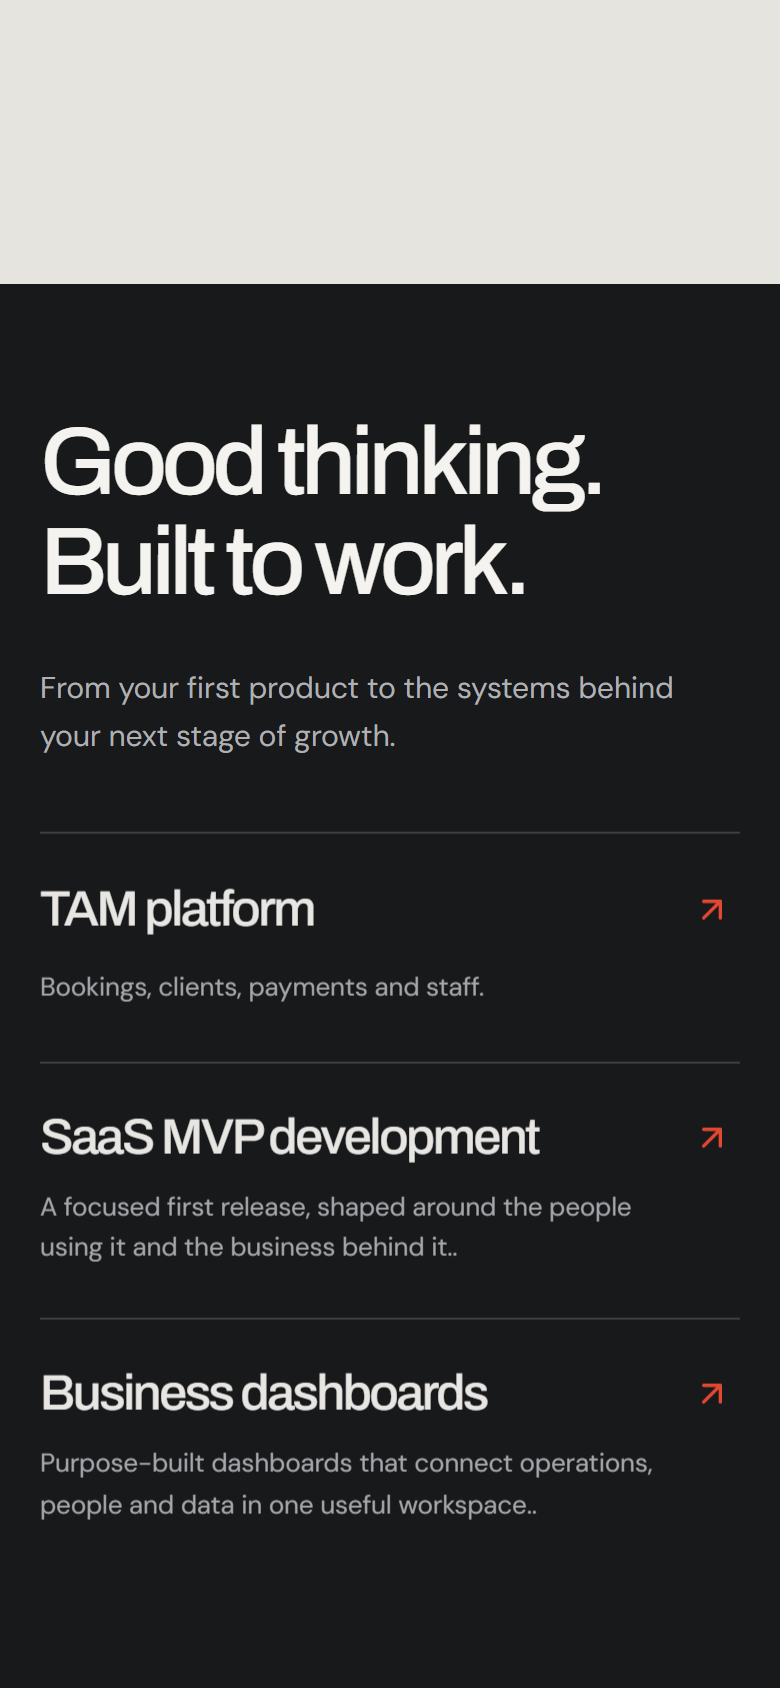 Good thinking.
Built to work.
From your first product to the systems behind
your next stage of growth.
TAM platform
Bookings, clients, payments and staff.
SaaS MVP development
A focused first release, shaped around the people
using it and the business behind it..
Business dashboards
Purpose-built dashboards that connect operations,
people and data in one useful workspace..